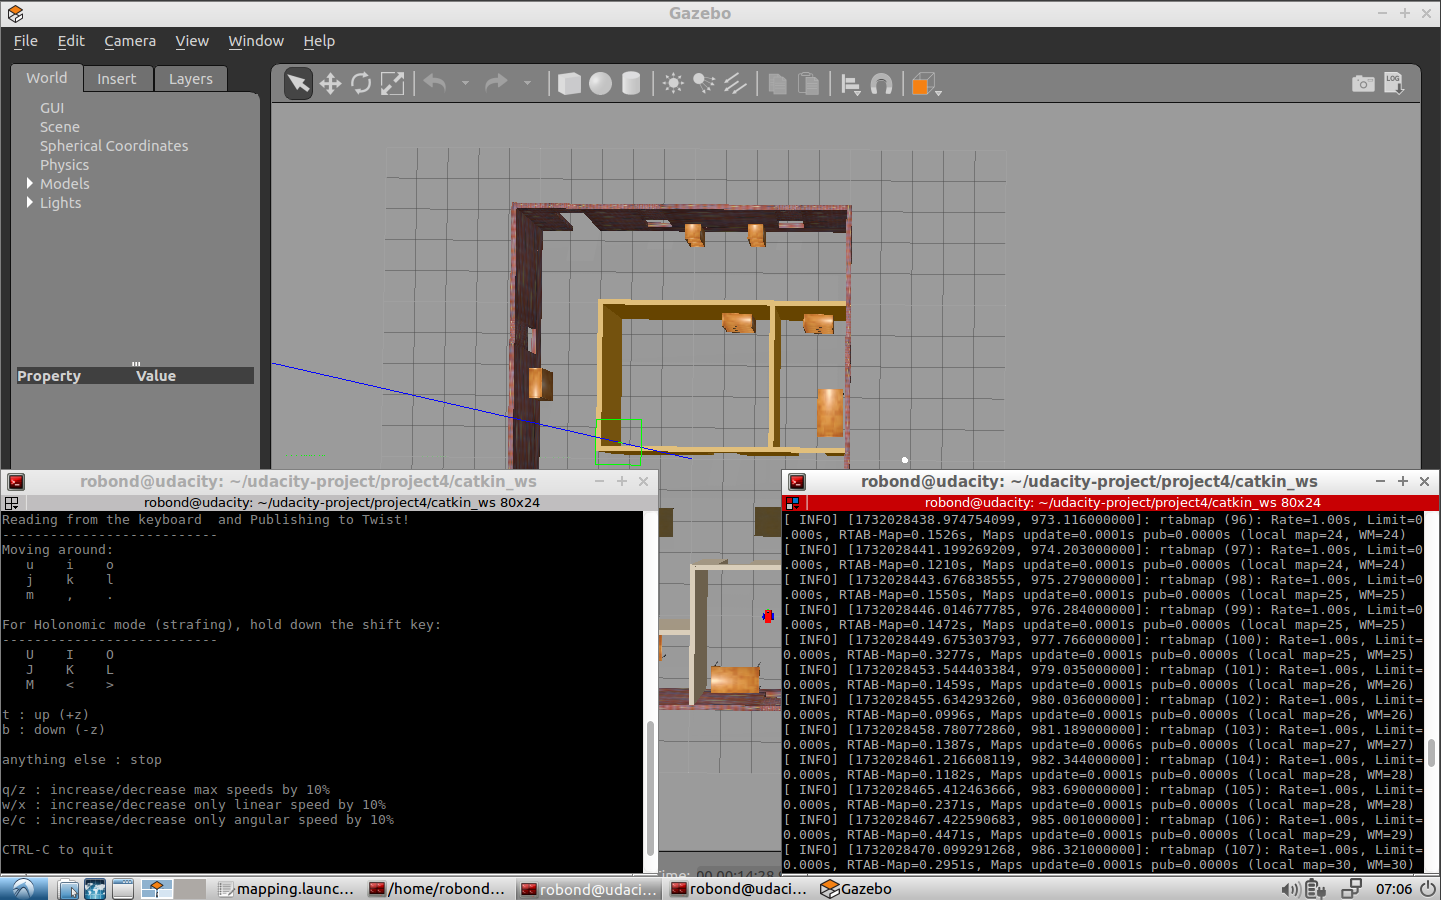 Gazebo
File Edit Camera View Window Help
World Insert Layers
LOG
GUI
Scene
Spherical Coordinates
Physics
Models
Lights
Property Value
robond@udacity: ~/udacity-project/project4/catkin_ws
robond@udacity: ~/udacity-project/project4/catkin_ws 80x24
Reading from the keyboard  and Publishing to Twist!
---------------------------
Moving around:
   u    i    o
   j    k    l
   m    ,    .
For Holonomic mode (strafing), hold down the shift key:
---------------------------
   U    I    O
   J    K    L
   M    <    >
t : up (+z)
b : down (-z)
anything else : stop
q/z : increase/decrease max speeds by 10%
w/x : increase/decrease only linear speed by 10%
e/c : increase/decrease only angular speed by 10%
CTRL-C to quit
robond@udacity: ~/udacity-project/project4/catkin_ws
robond@udacity: ~/udacity-project/project4/catkin_ws 80x24
[ INFO] [1732028438.974754099, 973.116000000]: rtabmap (96): Rate=1.00s, Limit=0
.000s, RTAB-Map=0.1526s, Maps update=0.0001s pub=0.0000s (local map=24, WM=24)
[ INFO] [1732028441.199269209, 974.203000000]: rtabmap (97): Rate=1.00s, Limit=0
.000s, RTAB-Map=0.1210s, Maps update=0.0001s pub=0.0000s (local map=24, WM=24)
[ INFO] [1732028443.676838555, 975.279000000]: rtabmap (98): Rate=1.00s, Limit=0
.000s, RTAB-Map=0.1550s, Maps update=0.0001s pub=0.0000s (local map=25, WM=25)
[ INFO] [1732028446.014677785, 976.284000000]: rtabmap (99): Rate=1.00s, Limit=0
.000s, RTAB-Map=0.1472s, Maps update=0.0001s pub=0.0000s (local map=25, WM=25)
[ INFO] [1732028449.675303793, 977.766000000]: rtabmap (100): Rate=1.00s, Limit=
0.000s, RTAB-Map=0.3277s, Maps update=0.0001s pub=0.0000s (local map=25, WM=25)
[ INFO] [1732028453.544403384, 979.035000000]: rtabmap (101): Rate=1.00s, Limit=
0.000s, RTAB-Map=0.1459s, Maps update=0.0001s pub=0.0000s (local map=26, WM=26)
[ INFO] [1732028455.634293260, 980.036000000]: rtabmap (102): Rate=1.00s, Limit=
0.000s, RTAB-Map=0.0996s, Maps update=0.0001s pub=0.0000s (local map=26, WM=26)
[ INFO] [1732028458.780772860, 981.189000000]: rtabmap (103): Rate=1.00s, Limit=
0.000s, RTAB-Map=0.1387s, Maps update=0.0006s pub=0.0000s (local map=27, WM=27)
[ INFO] [1732028461.216608119, 982.344000000]: rtabmap (104): Rate=1.00s, Limit=
0.000s, RTAB-Map=0.1182s, Maps update=0.0001s pub=0.0000s (local map=28, WM=28)
[ INFO] [1732028465.412463666, 983.690000000]: rtabmap (105): Rate=1.00s, Limit=
0.000s, RTAB-Map=0.2371s, Maps update=0.0001s pub=0.0000s (local map=28, WM=28)
[ INFO] [1732028467.422590683, 985.001000000]: rtabmap (106): Rate=1.00s, Limit=
0.000s, RTAB-Map=0.4471s, Maps update=0.0001s pub=0.0000s (local map=29, WM=29)
[ INFO] [1732028470.099291268, 986.321000000]: rtabmap (107): Rate=1.00s, Limit=
0.000s, RTAB-Map=0.2951s, Maps update=0.0001s pub=0.0000s (local map=30, WM=30)
mapping.launc... /home/robond... robond@udaci... robond@udaci... Gazebo 07:06